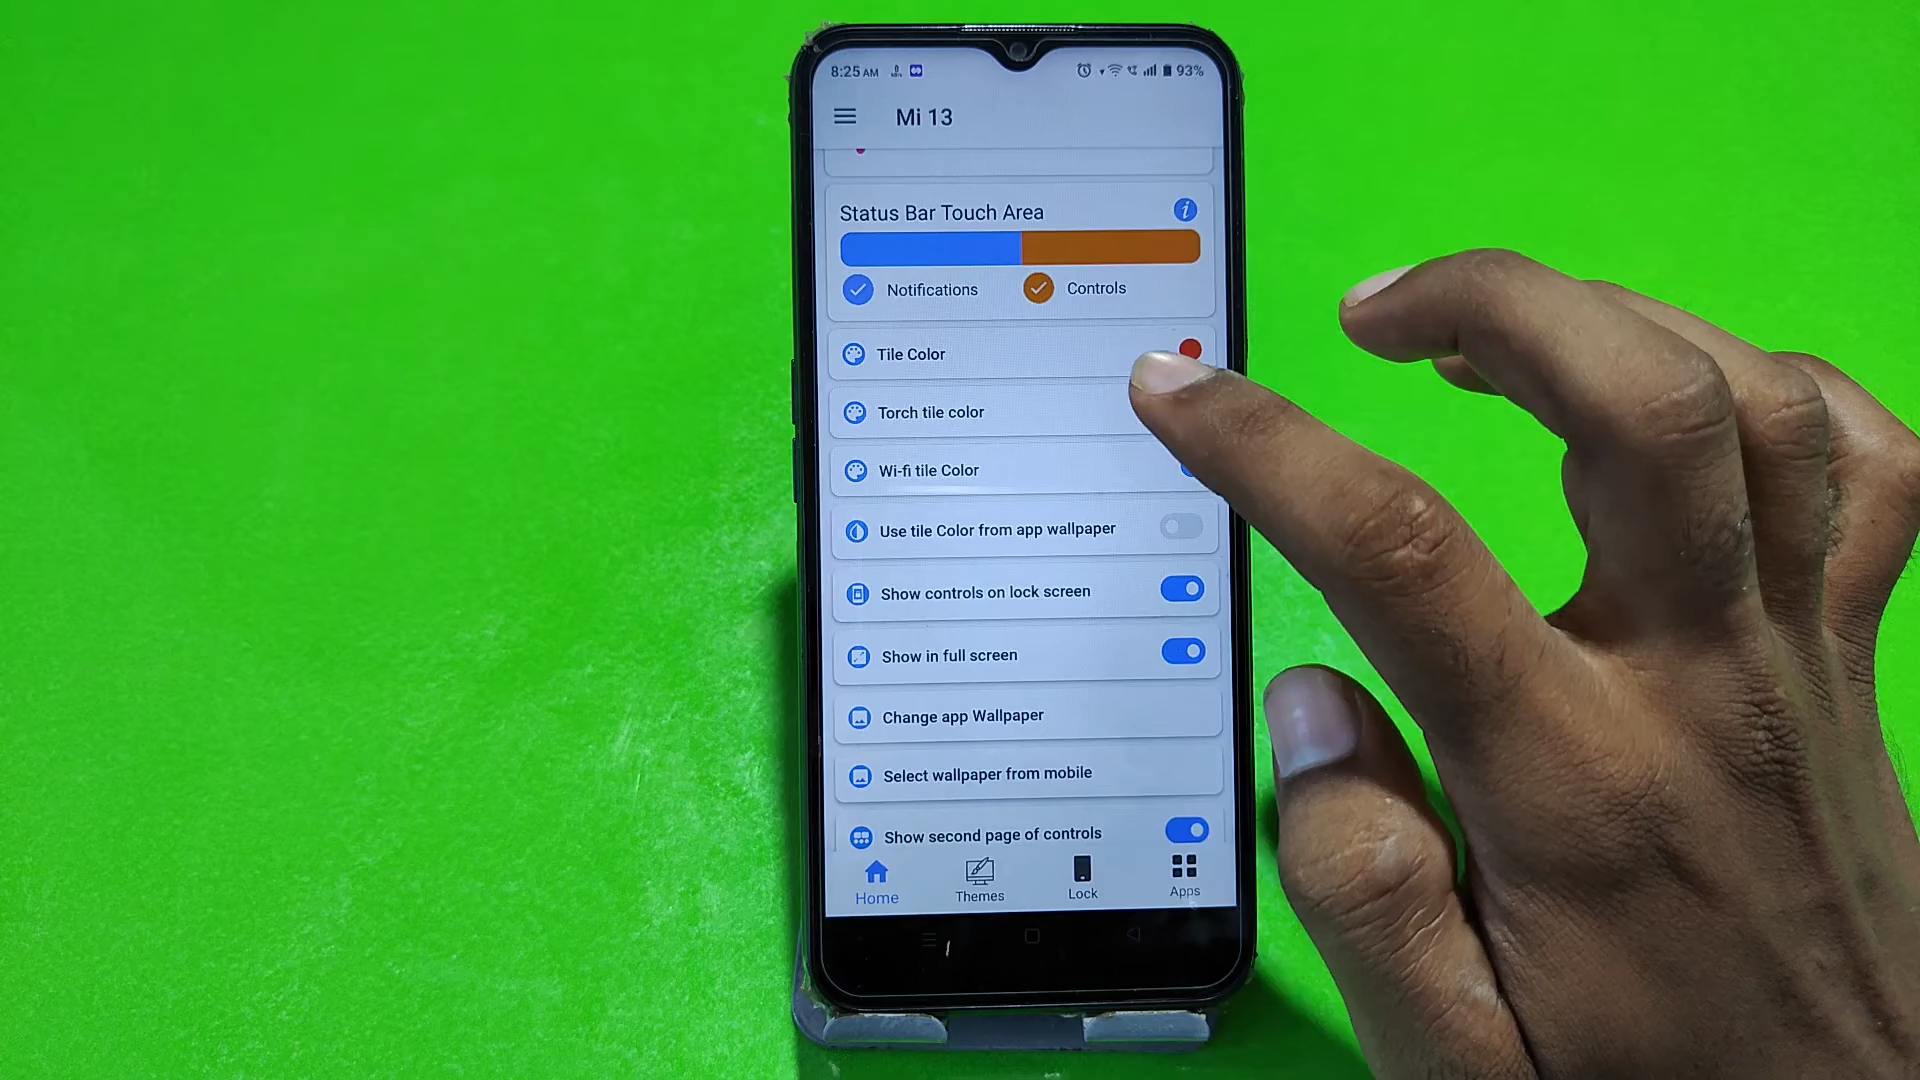 8:25 AM 93%
Mi 13
Status Bar Touch Area
Notifications Controls
Tile Color
Torch tile color
Wi-fi tile Color
Use tile Color from app wallpaper
Show controls on lock screen
Show in full screen
Change app Wallpaper
Select wallpaper from mobile
Show second page of controls
Home Themes Lock Apps